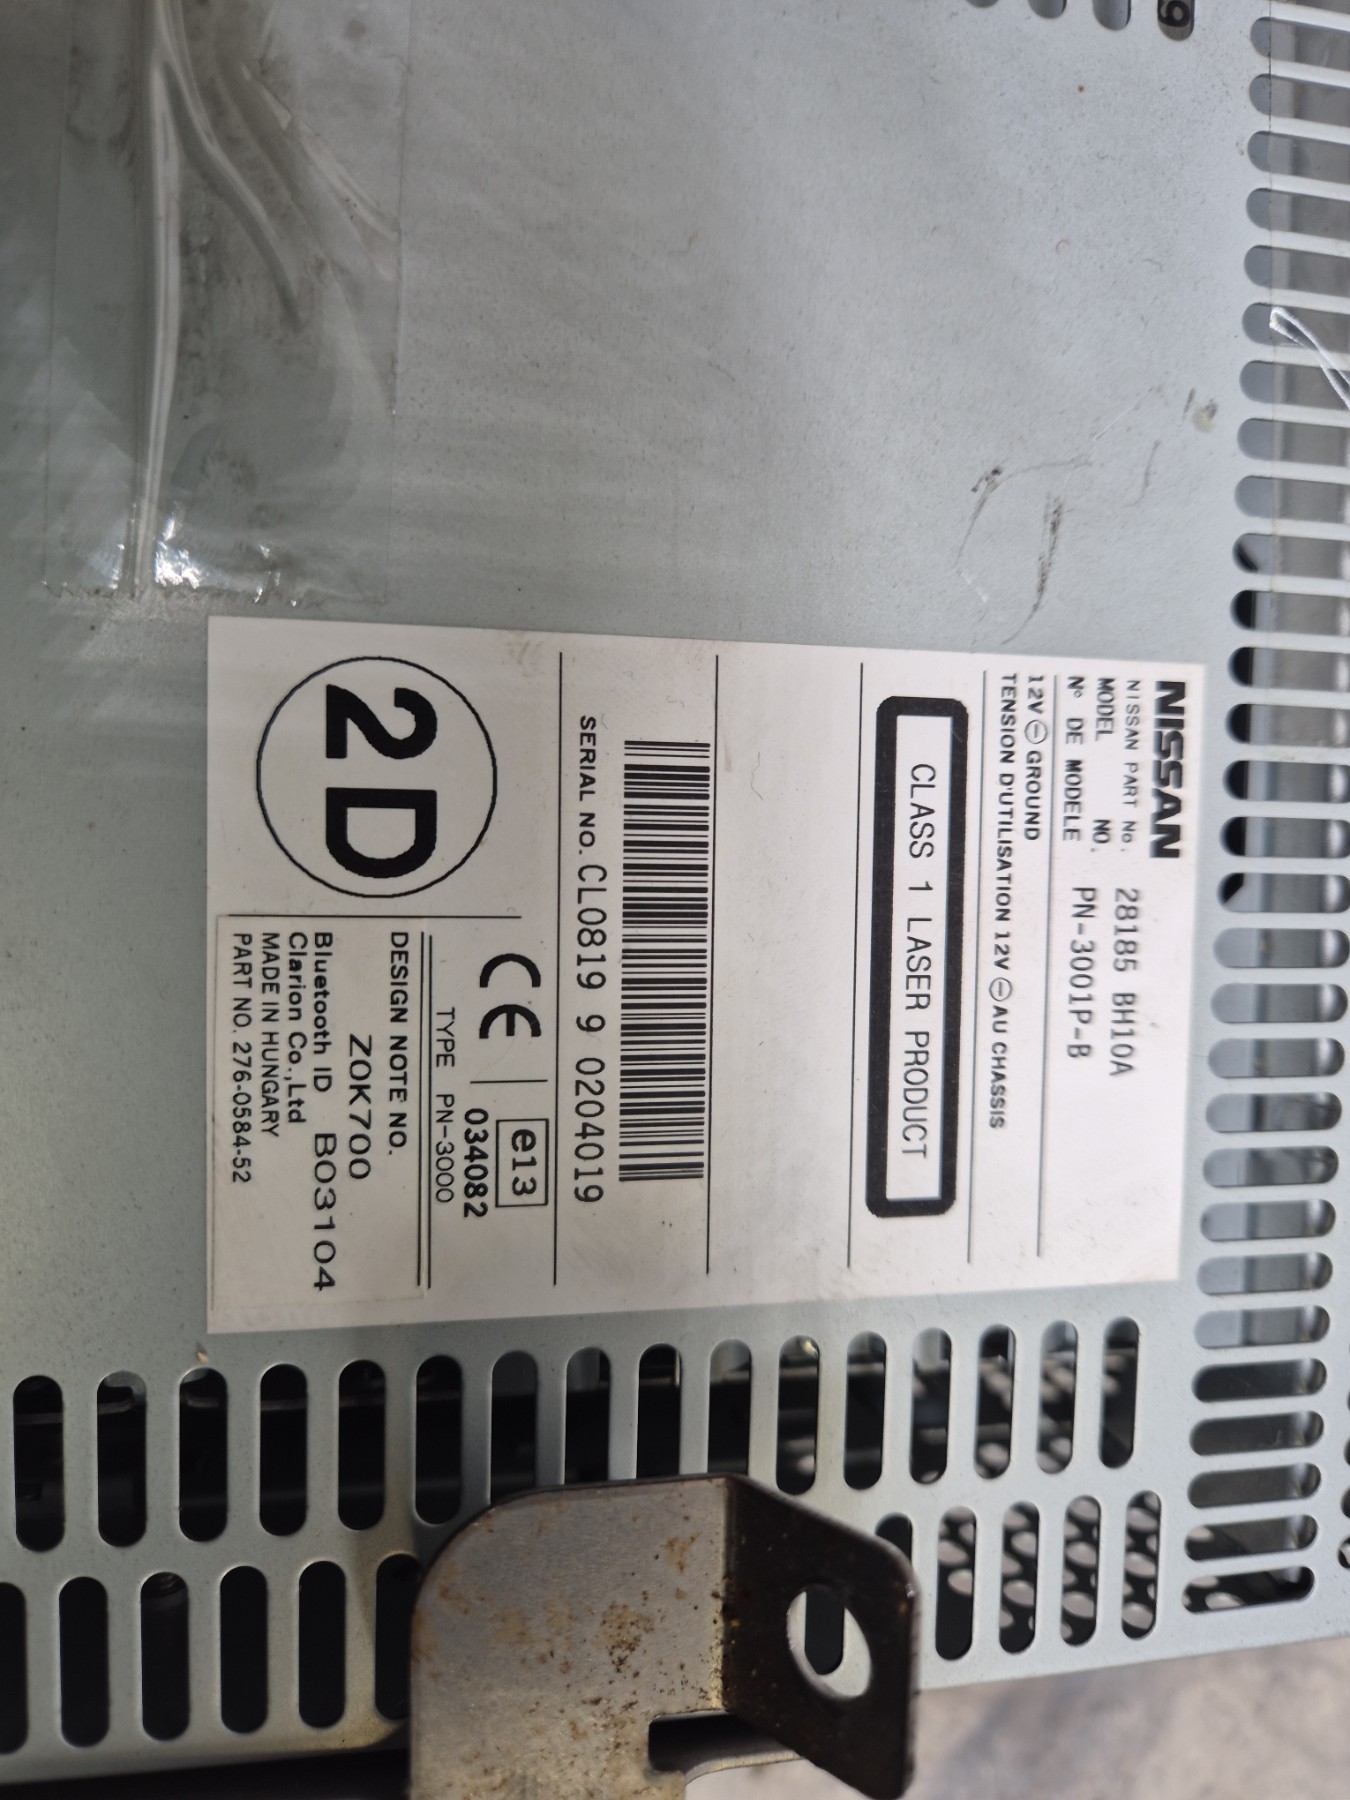 NISSAN
NISSAN PART No. 28185 BH10A
MODEL NO.
Nº DE MODELE PN-3001P-B
12V ⊖ GROUND
TENSION D'UTILISATION 12V ⊖ AU CHASSIS
CLASS 1 LASER PRODUCT
SERIAL NO. CL0819 9 0204019
2D
CE
e13
034082
TYPE PN-3000
DESIGN NOTE NO.
ZOK700
Bluetooth ID B03104
Clarion Co.,Ltd
MADE IN HUNGARY
PART NO. 276-0584-52